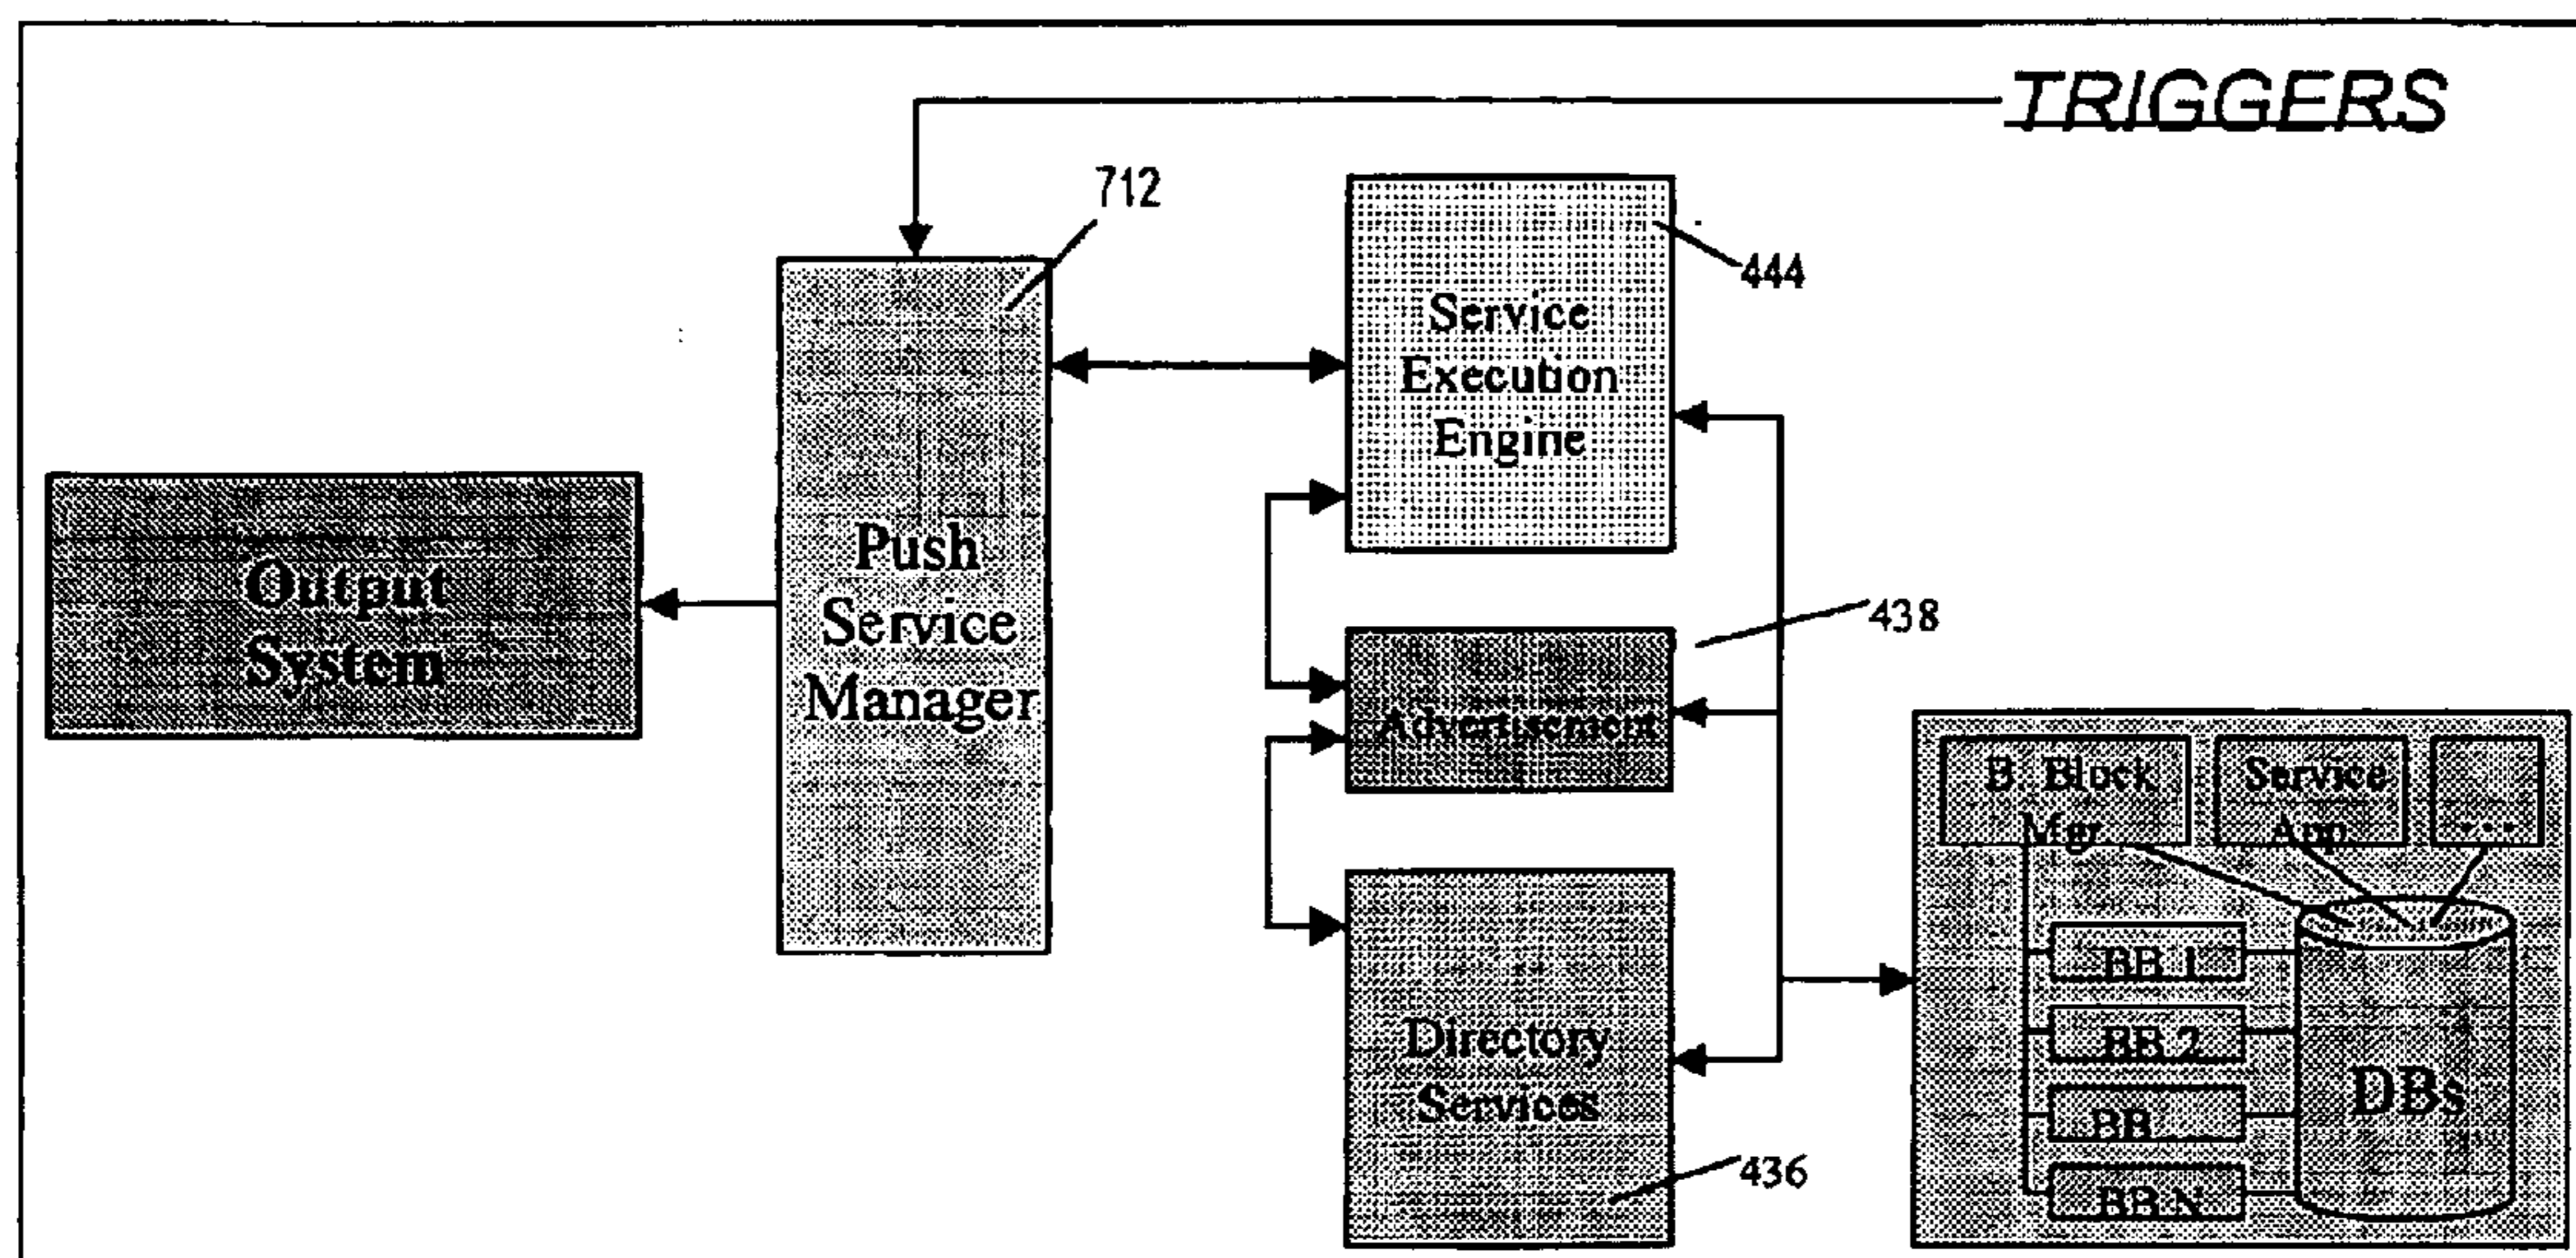 TRIGGERS
712
444
Service
Execution
Engine
438
Push
Service
Manager
Output
System
Advertisement
B. Block
Mgr
Service
App
...
BB 1
BB 2
BB
BB N
DBs
Directory
Services
436